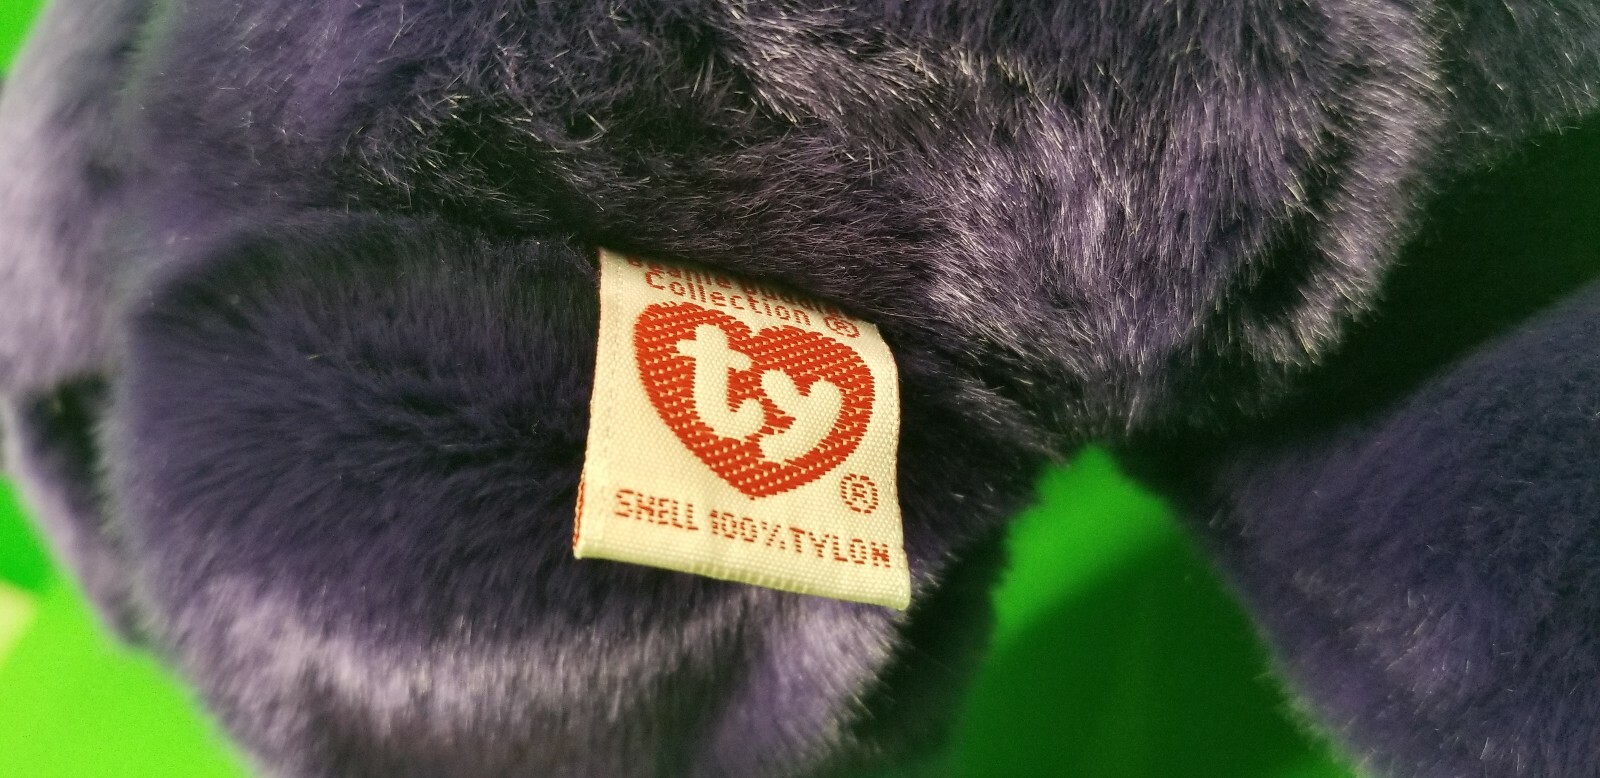 Collection ®
ty
®
SHELL 100% TYLON